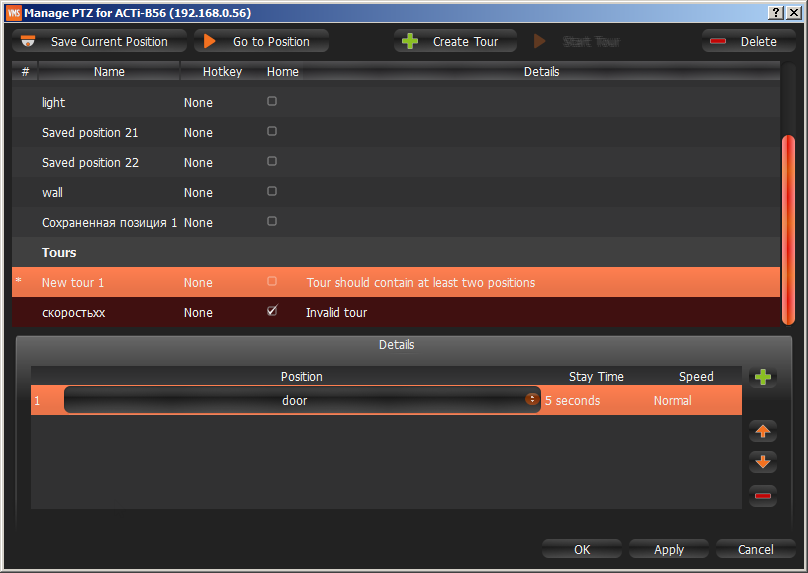 VMS Manage PTZ for ACTi-B56 (192.168.0.56)
Save Current Position Go to Position Create Tour Start Tour Delete
# Name Hotkey Home Details
light None
Saved position 21 None
Saved position 22 None
wall None
Сохраненная позиция 1 None
Tours
* New tour 1 None Tour should contain at least two positions
скоростьхх None Invalid tour
Details
Position Stay Time Speed
1 door 5 seconds Normal
OK Apply Cancel